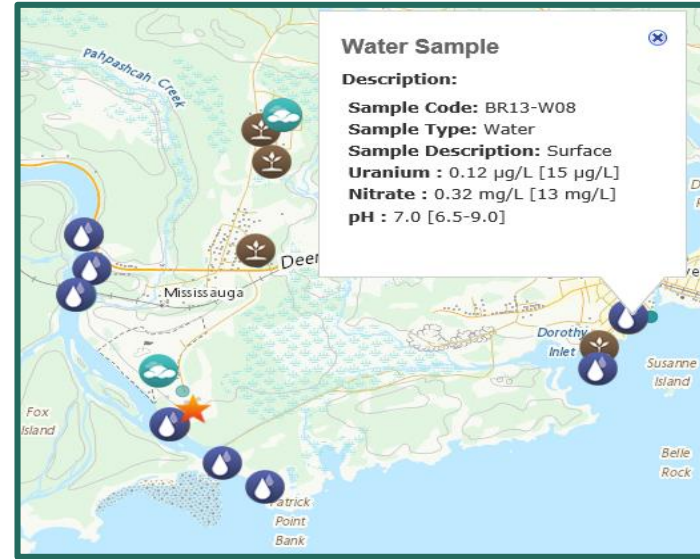 Water Sample
Description:
Sample Code: BR13-W08
Sample Type: Water
Sample Description: Surface
Uranium : 0.12 µg/L [15 µg/L]
Nitrate : 0.32 mg/L [13 mg/L]
pH : 7.0 [6.5-9.0]
Pahpashcah Creek
Deer
Mississauga
Dorothy
Inlet
Susanne
Island
Fox
Island
Belle
Rock
Patrick
Point
Bank